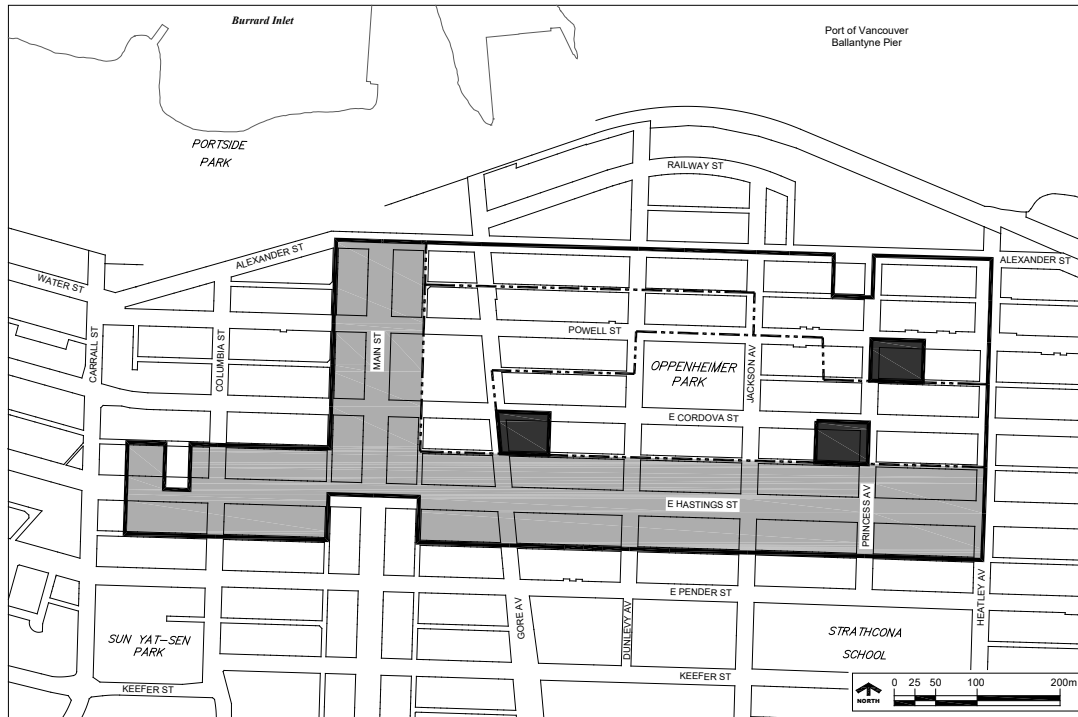 Burrard Inlet
Port of Vancouver
Ballantyne Pier
PORTSIDE
PARK
RAILWAY ST
ALEXANDER ST
ALEXANDER ST
WATER ST
CARRALL ST
COLUMBIA ST
MAIN ST
POWELL ST
OPPENHEIMER
PARK
JACKSON AV
E CORDOVA ST
E HASTINGS ST
PRINCESS AV
E PENDER ST
HEATLEY AV
GORE AV
DUNLEVY AV
SUN YAT-SEN
PARK
STRATHCONA
SCHOOL
KEEFER ST
KEEFER ST
NORTH
0 25 50 100 200m